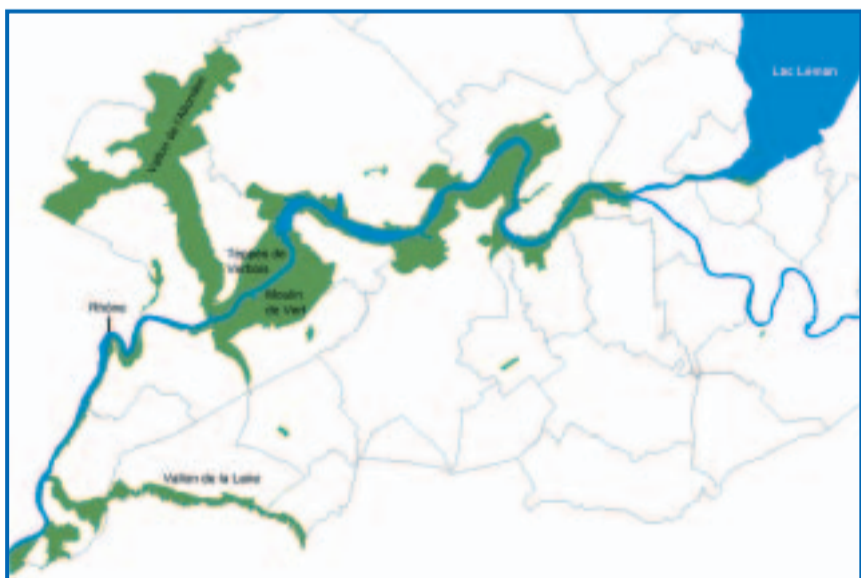 Lac Léman
Vallon de l'Allondon
Teppes de
Verbois
Moulin
de Vert
Rhône
Vallon de la Laire